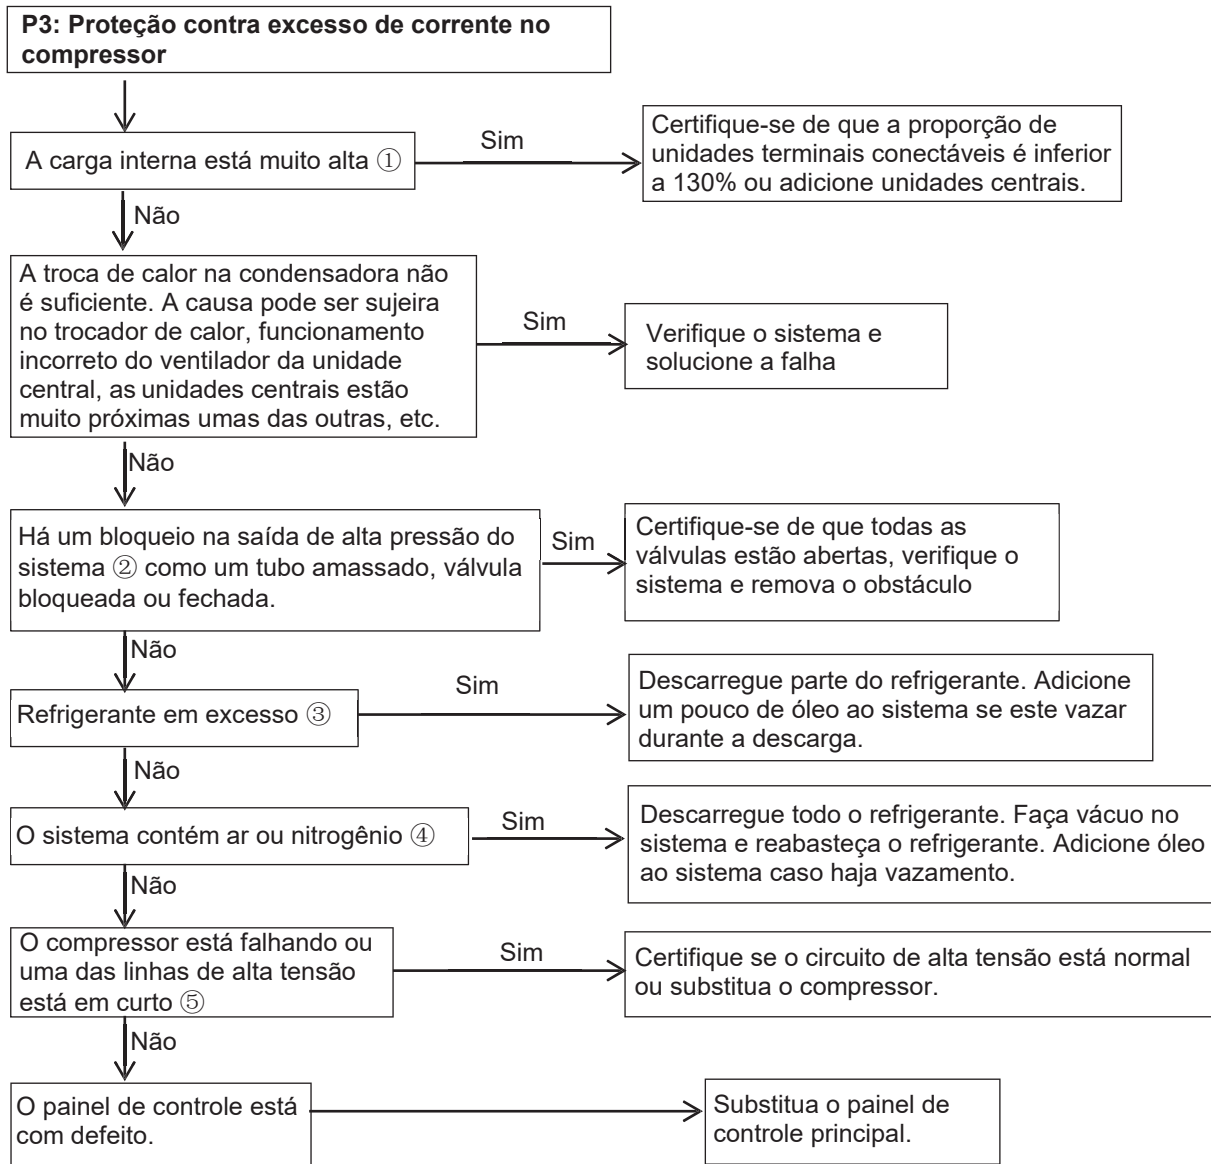 P3: Proteção contra excesso de corrente no
compressor
A carga interna está muito alta ①
Sim
Certifique-se de que a proporção de
unidades terminais conectáveis é inferior
a 130% ou adicione unidades centrais.
Não
A troca de calor na condensadora não
é suficiente. A causa pode ser sujeira
no trocador de calor, funcionamento
incorreto do ventilador da unidade
central, as unidades centrais estão
muito próximas umas das outras, etc.
Sim
Verifique o sistema e
solucione a falha
Não
Há um bloqueio na saída de alta pressão do
sistema ② como um tubo amassado, válvula
bloqueada ou fechada.
Sim
Certifique-se de que todas as
válvulas estão abertas, verifique o
sistema e remova o obstáculo
Não
Refrigerante em excesso ③
Sim
Descarregue parte do refrigerante. Adicione
um pouco de óleo ao sistema se este vazar
durante a descarga.
Não
O sistema contém ar ou nitrogênio ④
Sim
Descarregue todo o refrigerante. Faça vácuo no
sistema e reabasteça o refrigerante. Adicione óleo
ao sistema caso haja vazamento.
Não
O compressor está falhando ou
uma das linhas de alta tensão
está em curto ⑤
Sim
Certifique se o circuito de alta tensão está normal
ou substitua o compressor.
Não
O painel de controle está
com defeito.
Substitua o painel de
controle principal.